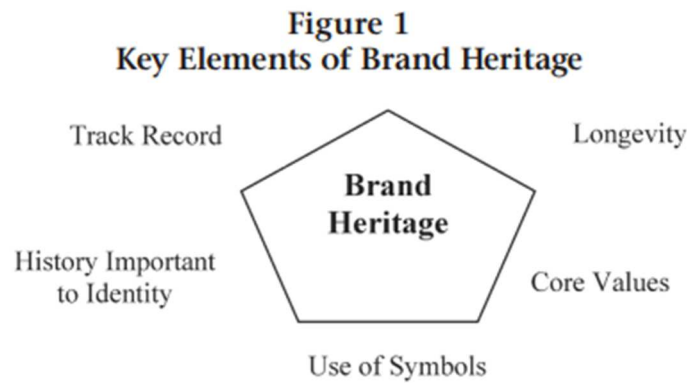 Figure 1
Key Elements of Brand Heritage
Track Record
Longevity
Brand
Heritage
History Important
to Identity
Core Values
Use of Symbols